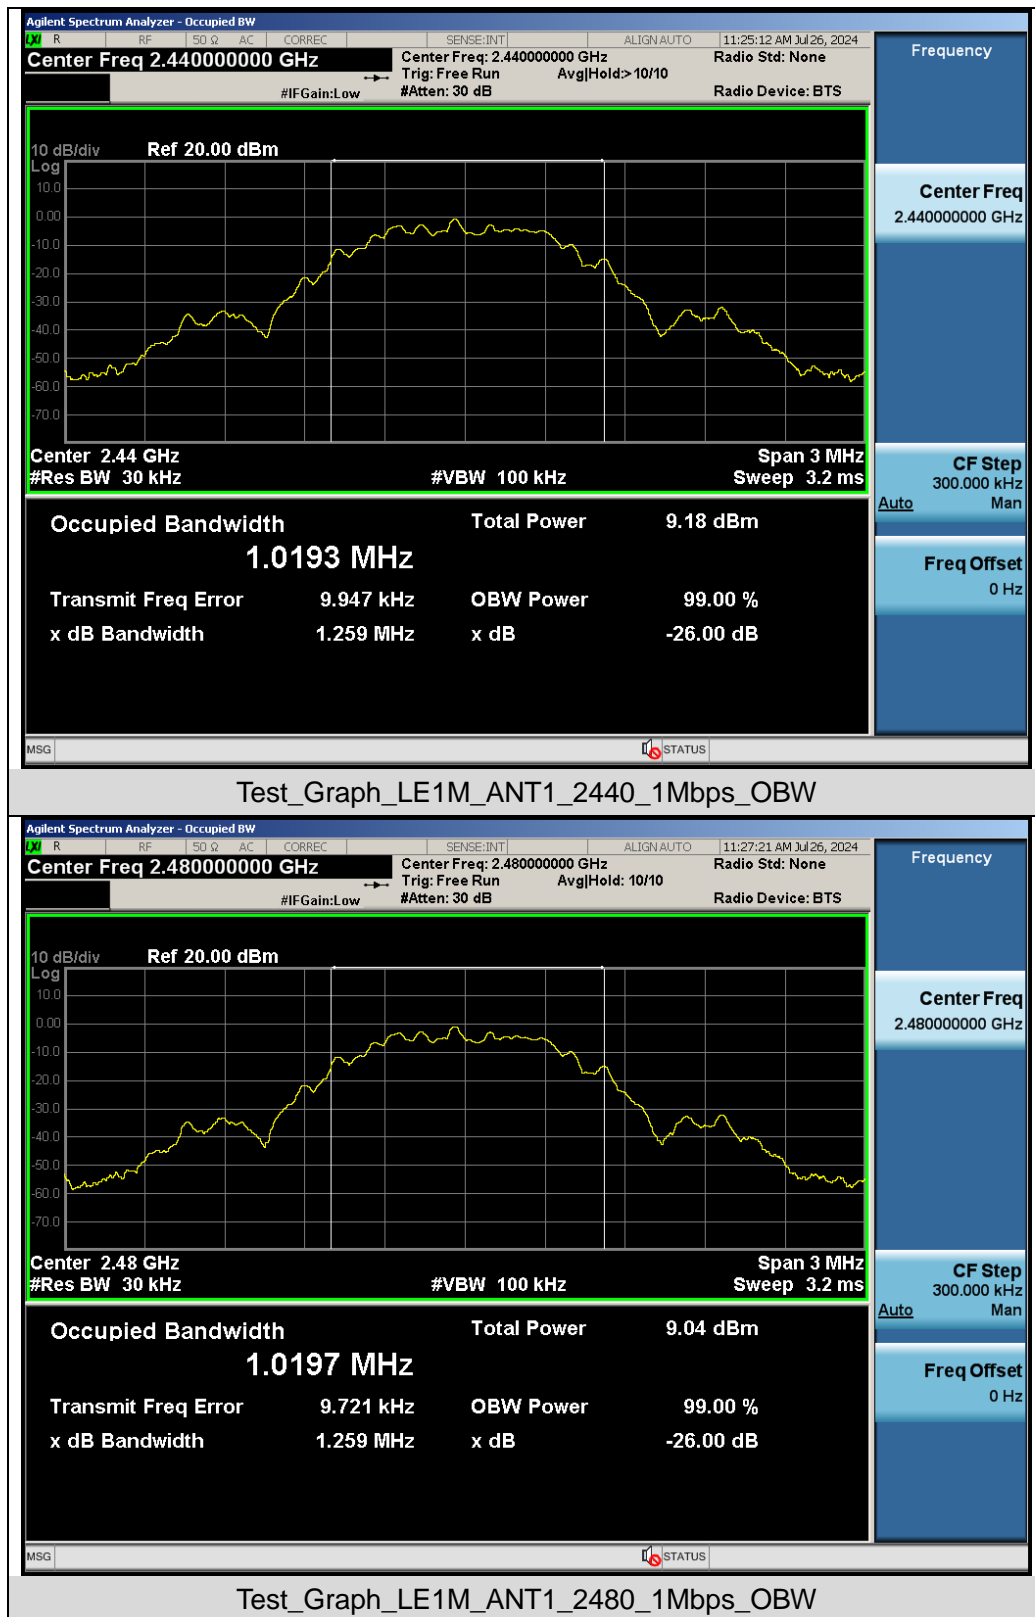 Agilent Spectrum Analyzer - Occupied BW
LXI R RF 50 Ω AC CORREC SENSE:INT ALIGN AUTO 11:25:12 AM Jul 26, 2024
Center Freq 2.440000000 GHz
Center Freq: 2.440000000 GHz
Radio Std: None
Trig: Free Run Avg|Hold:> 10/10
#IFGain:Low
#Atten: 30 dB
Radio Device: BTS
10 dB/div Ref 20.00 dBm
Log
10.0
0.00
-10.0
-20.0
-30.0
-40.0
-50.0
-60.0
-70.0
Center 2.44 GHz Span 3 MHz
#Res BW 30 kHz #VBW 100 kHz Sweep 3.2 ms
Occupied Bandwidth Total Power 9.18 dBm
1.0193 MHz
Transmit Freq Error 9.947 kHz OBW Power 99.00 %
x dB Bandwidth 1.259 MHz x dB -26.00 dB
MSG STATUS
Frequency
Center Freq
2.440000000 GHz
CF Step
300.000 kHz
Auto Man
Freq Offset
0 Hz
Test_Graph_LE1M_ANT1_2440_1Mbps_OBW
Agilent Spectrum Analyzer - Occupied BW
LXI R RF 50 Ω AC CORREC SENSE:INT ALIGN AUTO 11:27:21 AM Jul 26, 2024
Center Freq 2.480000000 GHz
Center Freq: 2.480000000 GHz
Radio Std: None
Trig: Free Run Avg|Hold: 10/10
#IFGain:Low
#Atten: 30 dB
Radio Device: BTS
10 dB/div Ref 20.00 dBm
Log
10.0
0.00
-10.0
-20.0
-30.0
-40.0
-50.0
-60.0
-70.0
Center 2.48 GHz Span 3 MHz
#Res BW 30 kHz #VBW 100 kHz Sweep 3.2 ms
Occupied Bandwidth Total Power 9.04 dBm
1.0197 MHz
Transmit Freq Error 9.721 kHz OBW Power 99.00 %
x dB Bandwidth 1.259 MHz x dB -26.00 dB
MSG STATUS
Frequency
Center Freq
2.480000000 GHz
CF Step
300.000 kHz
Auto Man
Freq Offset
0 Hz
Test_Graph_LE1M_ANT1_2480_1Mbps_OBW